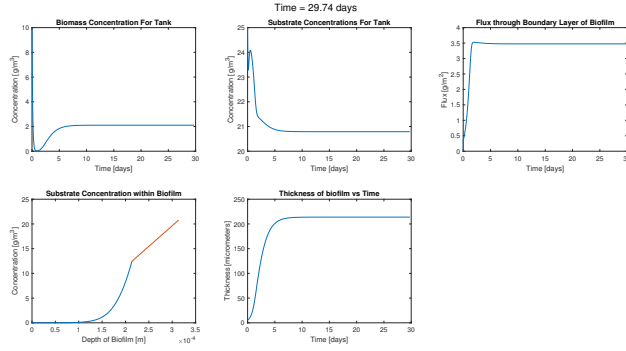 Time = 29.74 days
Biomass Concentration For Tank
Substrate Concentrations For Tank
Flux through Boundary Layer of Biofilm
Concentration [g/m³]
10
8
6
4
2
0
0 5 10 15 20 25 30
Time [days]
Concentration [g/m³]
25
24
23
22
21
20
0 5 10 15 20 25 30
Time [days]
Flux [g/m²]
4
3.5
3
2.5
2
1.5
1
0.5
0
0 5 10 15 20 25 30
Time [days]
Substrate Concentration within Biofilm
Thickness of biofilm vs Time
Concentration [g/m³]
25
20
15
10
5
0
0 0.5 1 1.5 2 2.5 3 3.5
Depth of Biofilm [m]
×10⁻⁴
Thickness [micrometers]
250
200
150
100
50
0
0 5 10 15 20 25 30
Time [days]